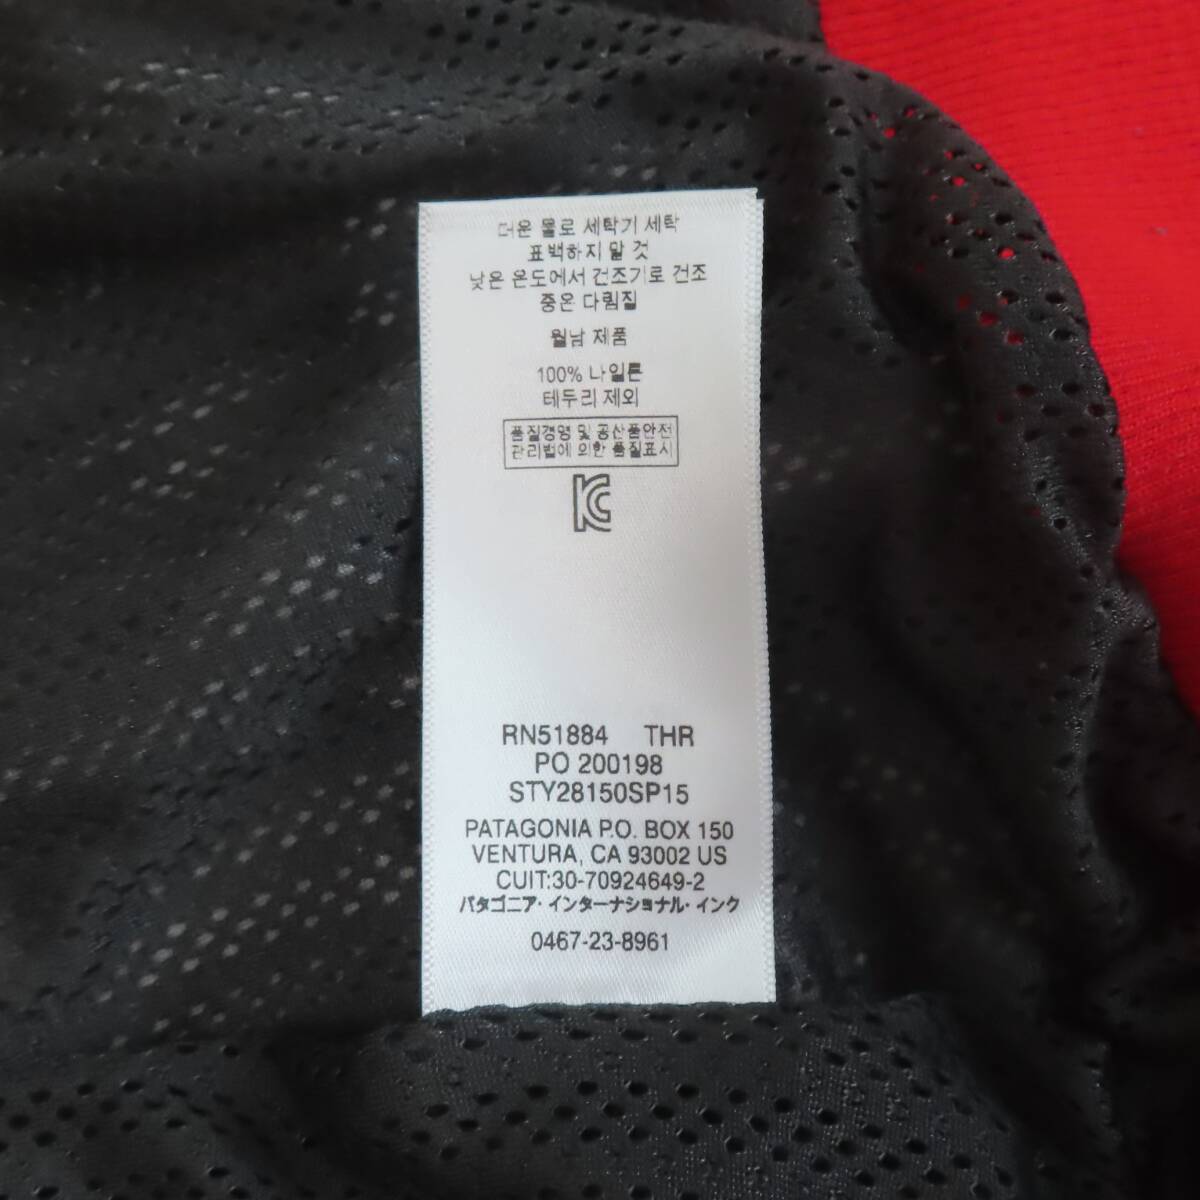 더운 물로 세탁기 세탁
표백하지 말 것
낮은 온도에서 건조기로 건조
중온 다림질
월남 제품
100% 나일론
테두리 제외
품질경영 및 공산품안전
관리법에 의한 품질표시
KC
RN51884 THR
PO 200198
STY28150SP15
PATAGONIA P.O. BOX 150
VENTURA, CA 93002 US
CUIT:30-70924649-2
パタゴニア・インターナショナル・インク
0467-23-8961